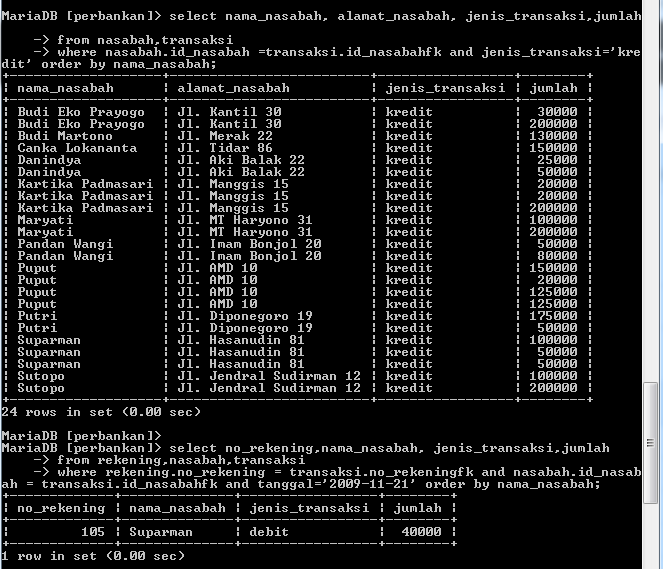 MariaDB [perbankan]> select nama_nasabah, alamat_nasabah, jenis_transaksi,jumlah
-> from nasabah,transaksi
-> where nasabah.id_nasabah =transaksi.id_nasabahfk and jenis_transaksi='kre
dit' order by nama_nasabah;
+------------------+--------------------------+-----------------+--------+
| nama_nasabah | alamat_nasabah | jenis_transaksi | jumlah |
+------------------+--------------------------+-----------------+--------+
| Budi Eko Prayogo | Jl. Kantil 30 | kredit | 30000 |
| Budi Eko Prayogo | Jl. Kantil 30 | kredit | 200000 |
| Budi Martono | Jl. Merak 22 | kredit | 130000 |
| Canka Lokananta | Jl. Tidar 86 | kredit | 150000 |
| Danindya | Jl. Aki Balak 22 | kredit | 25000 |
| Danindya | Jl. Aki Balak 22 | kredit | 50000 |
| Kartika Padmasari | Jl. Manggis 15 | kredit | 20000 |
| Kartika Padmasari | Jl. Manggis 15 | kredit | 20000 |
| Kartika Padmasari | Jl. Manggis 15 | kredit | 200000 |
| Maryati | Jl. MT Haryono 31 | kredit | 100000 |
| Maryati | Jl. MT Haryono 31 | kredit | 200000 |
| Pandan Wangi | Jl. Imam Bonjol 20 | kredit | 50000 |
| Pandan Wangi | Jl. Imam Bonjol 20 | kredit | 80000 |
| Puput | Jl. AMD 10 | kredit | 150000 |
| Puput | Jl. AMD 10 | kredit | 20000 |
| Puput | Jl. AMD 10 | kredit | 125000 |
| Puput | Jl. AMD 10 | kredit | 125000 |
| Putri | Jl. Diponegoro 19 | kredit | 175000 |
| Putri | Jl. Diponegoro 19 | kredit | 50000 |
| Suparman | Jl. Hasanudin 81 | kredit | 100000 |
| Suparman | Jl. Hasanudin 81 | kredit | 50000 |
| Suparman | Jl. Hasanudin 81 | kredit | 50000 |
| Sutopo | Jl. Jendral Sudirman 12 | kredit | 100000 |
| Sutopo | Jl. Jendral Sudirman 12 | kredit | 200000 |
+------------------+--------------------------+-----------------+--------+
24 rows in set (0.00 sec)
MariaDB [perbankan]>
MariaDB [perbankan]> select no_rekening,nama_nasabah, jenis_transaksi,jumlah
-> from rekening,nasabah,transaksi
-> where rekening.no_rekening = transaksi.no_rekeningfk and nasabah.id_nasab
ah = transaksi.id_nasabahfk and tanggal='2009-11-21' order by nama_nasabah;
+-------------+--------------+-----------------+--------+
| no_rekening | nama_nasabah | jenis_transaksi | jumlah |
+-------------+--------------+-----------------+--------+
| 105 | Suparman | debit | 40000 |
+-------------+--------------+-----------------+--------+
1 row in set (0.00 sec)